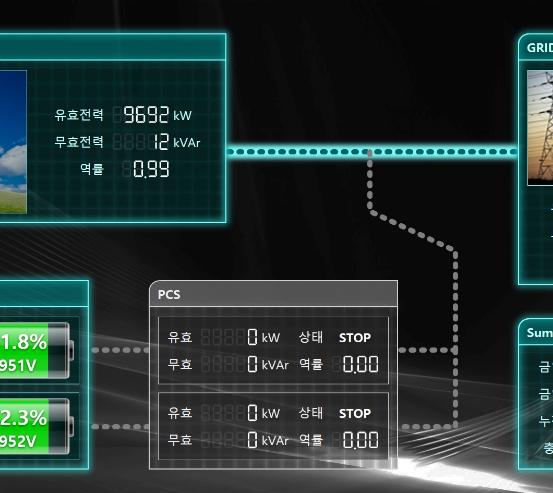 GRID
유효전력 9692 kW
무효전력 12 kVAr
역률 0.99
PCS
유효 0 kW 상태 STOP
무효 0 kVAr 역률 0.00
유효 0 kW 상태 STOP
무효 0 kVAr 역률 0.00
1.8%
951V
2.3%
952V
Sum
금
금
누
충